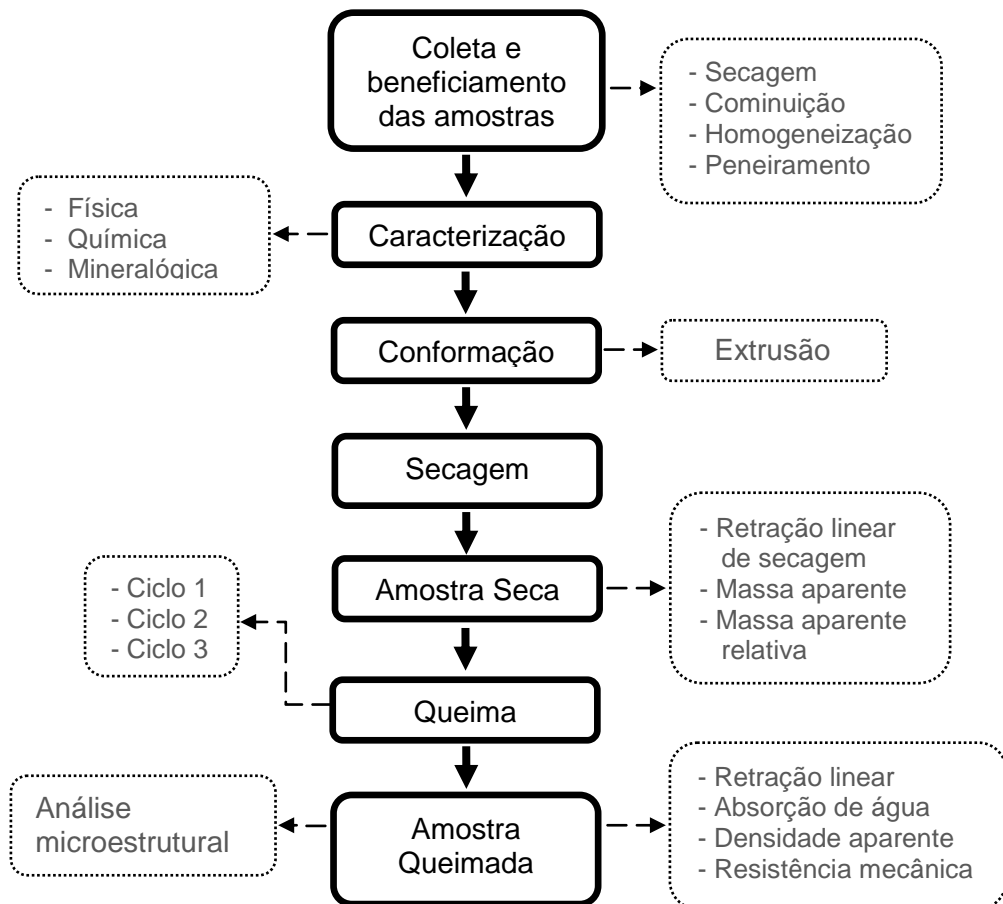 Coleta e
beneficiamento
das amostras
- Secagem
- Cominuição
- Homogeneização
- Peneiramento
- Física
- Química
- Mineralógica
Caracterização
Conformação
Extrusão
Secagem
Amostra Seca
- Retração linear
de secagem
- Massa aparente
- Massa aparente
relativa
- Ciclo 1
- Ciclo 2
- Ciclo 3
Queima
Análise
microestrutural
Amostra
Queimada
- Retração linear
- Absorção de água
- Densidade aparente
- Resistência mecânica